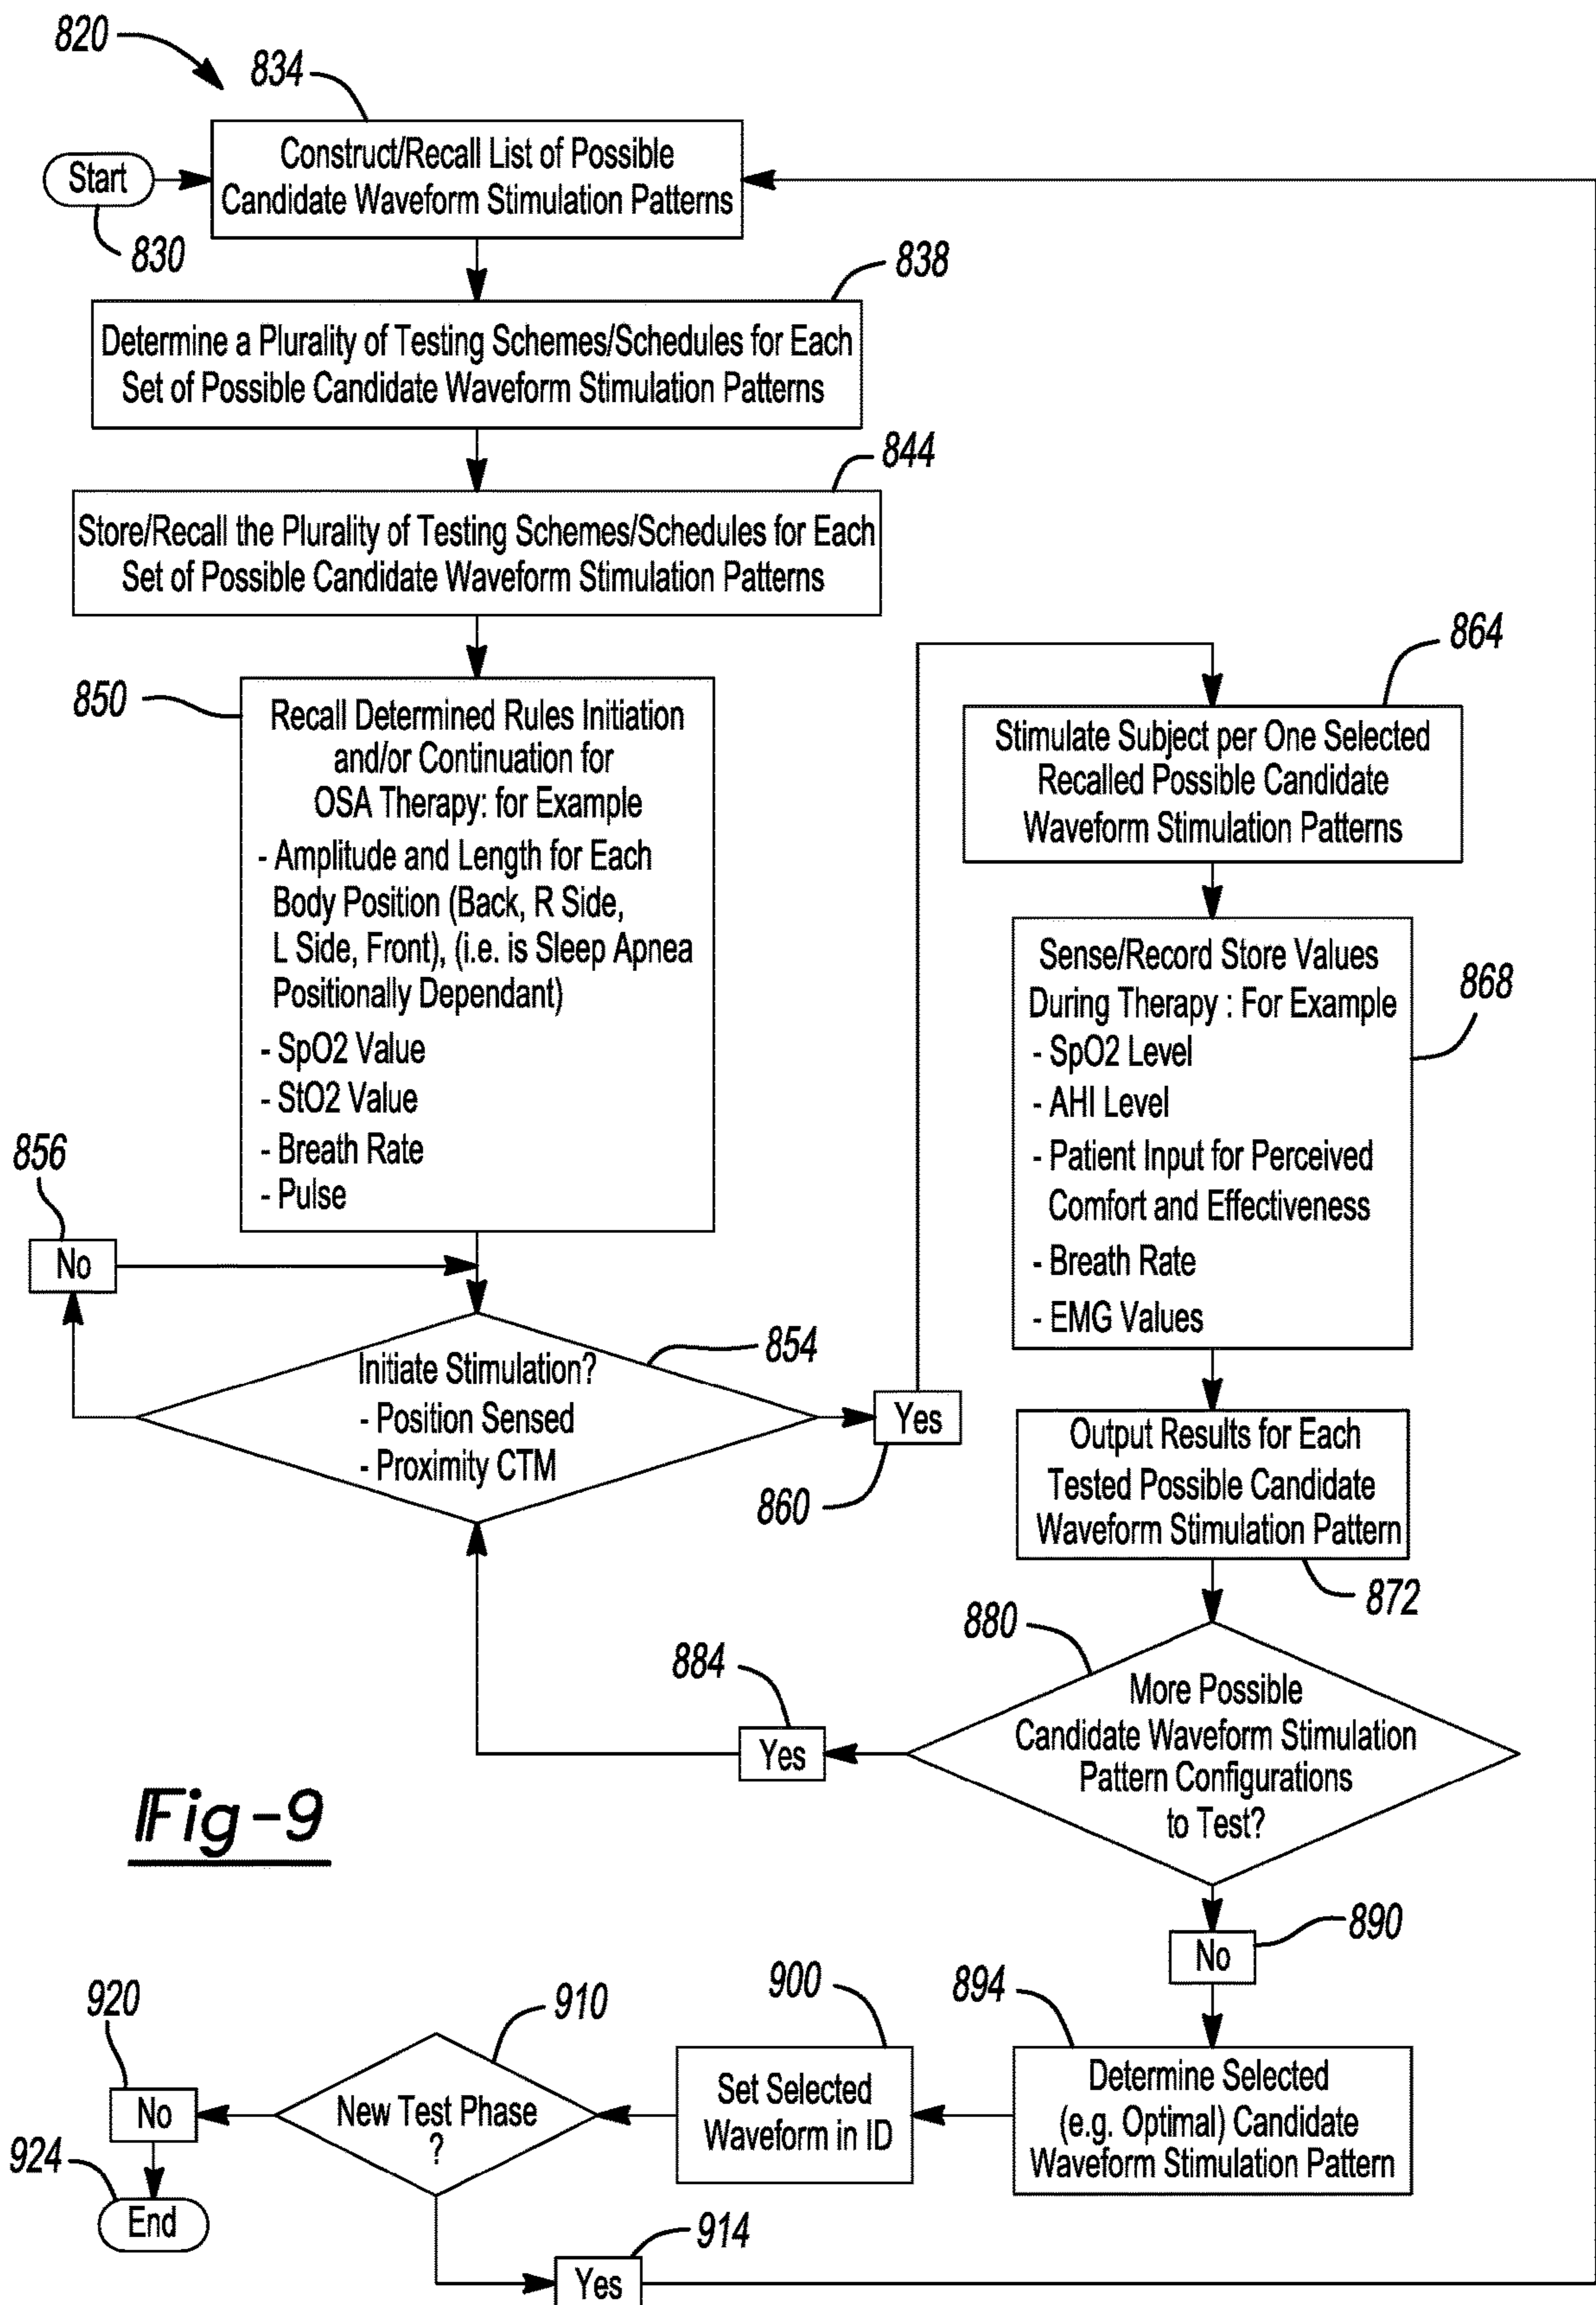 820
834
Start
830
Construct/Recall List of Possible
Candidate Waveform Stimulation Patterns
838
Determine a Plurality of Testing Schemes/Schedules for Each
Set of Possible Candidate Waveform Stimulation Patterns
844
Store/Recall the Plurality of Testing Schemes/Schedules for Each
Set of Possible Candidate Waveform Stimulation Patterns
850
Recall Determined Rules Initiation
and/or Continuation for
OSA Therapy: for Example
- Amplitude and Length for Each
Body Position (Back, R Side,
L Side, Front), (i.e. is Sleep Apnea
Positionally Dependant)
- SpO2 Value
- StO2 Value
- Breath Rate
- Pulse
856
No
854
Initiate Stimulation?
- Position Sensed
- Proximity CTM
Yes
860
864
Stimulate Subject per One Selected
Recalled Possible Candidate
Waveform Stimulation Patterns
868
Sense/Record Store Values
During Therapy : For Example
- SpO2 Level
- AHI Level
- Patient Input for Perceived
Comfort and Effectiveness
- Breath Rate
- EMG Values
Output Results for Each
Tested Possible Candidate
Waveform Stimulation Pattern
872
880
More Possible
Candidate Waveform Stimulation
Pattern Configurations
to Test?
884
Yes
890
No
894
Determine Selected
(e.g. Optimal) Candidate
Waveform Stimulation Pattern
900
Set Selected
Waveform in ID
910
New Test Phase
?
920
No
924
End
914
Yes
Fig-9